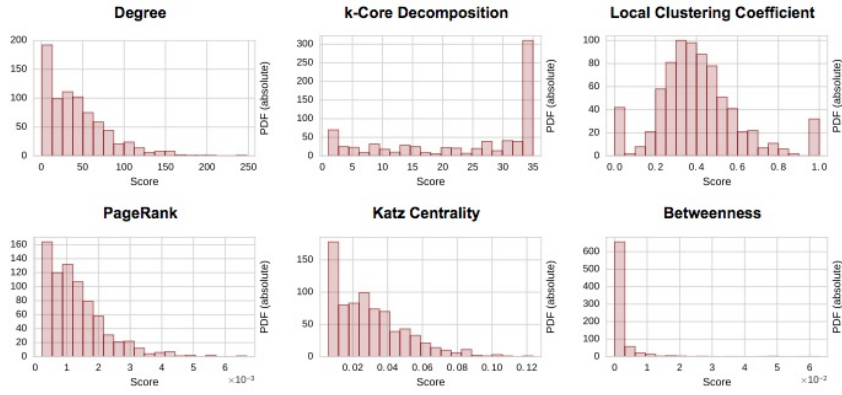 Degree
200
150
100
50
0
0 50 100 150 200 250
Score
PDF (absolute)
k-Core Decomposition
300
250
200
150
100
50
0
0 5 10 15 20 25 30 35
Score
PDF (absolute)
Local Clustering Coefficient
100
80
60
40
20
0
0.0 0.2 0.4 0.6 0.8 1.0
Score
PDF (absolute)
PageRank
160
140
120
100
80
60
40
20
0
0 1 2 3 4 5 6
Score
×10⁻³
PDF (absolute)
Katz Centrality
150
100
50
0
0.02 0.04 0.06 0.08 0.10 0.12
Score
PDF (absolute)
Betweenness
600
500
400
300
200
100
0
0 1 2 3 4 5 6
Score
×10⁻²
PDF (absolute)